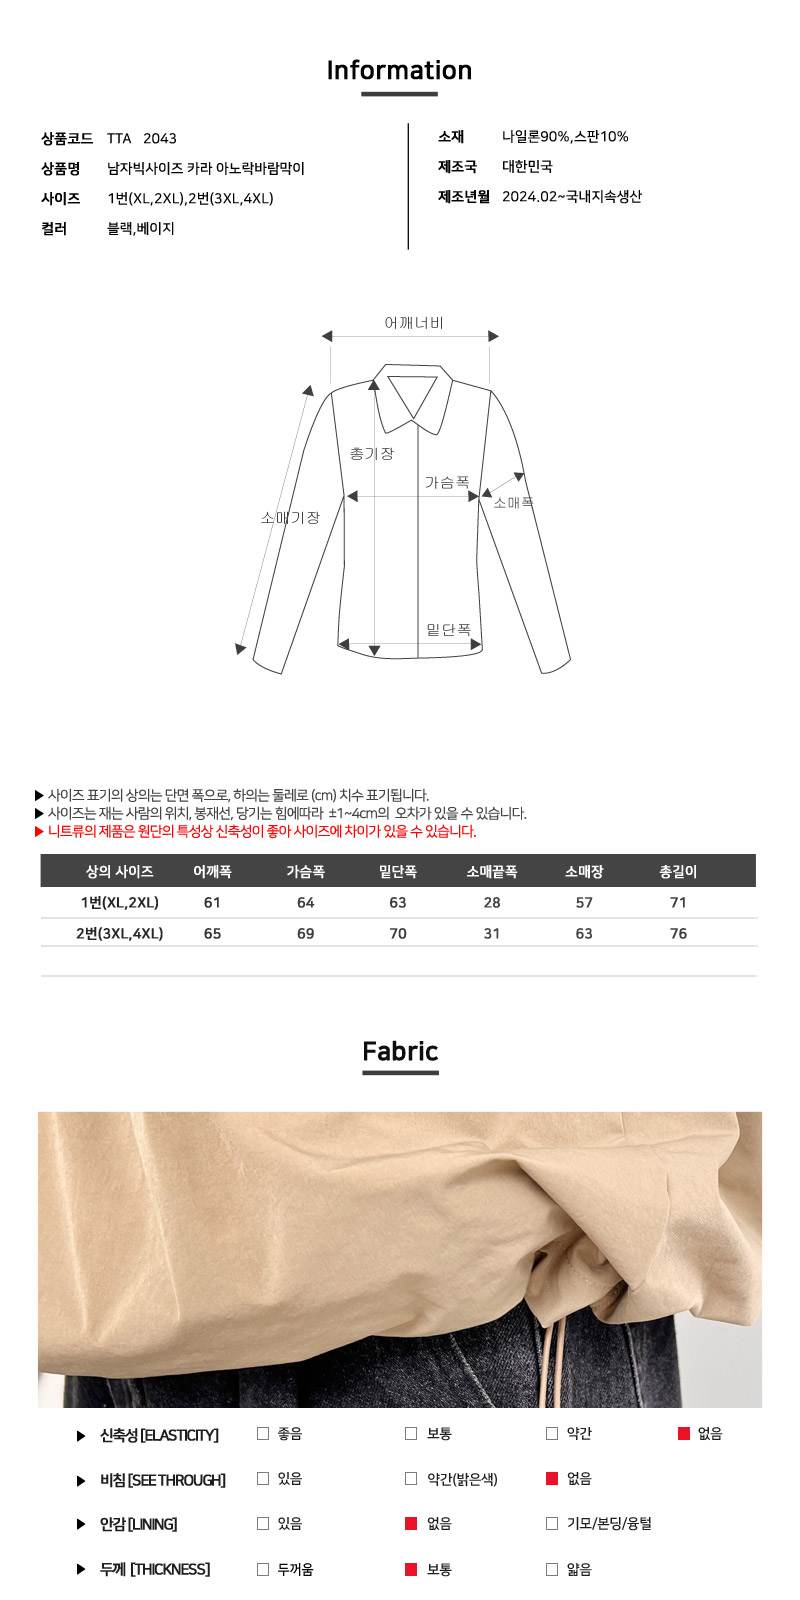 Information
상품코드 TTA 2043
상품명 남자빅사이즈 카라 아노락바람막이
사이즈 1번(XL,2XL),2번(3XL,4XL)
컬러 블랙,베이지
소재 나일론90%,스판10%
제조국 대한민국
제조년월 2024.02~국내지속생산
어깨너비
총기장
가슴폭
소매폭
소매기장
밑단폭
▶ 사이즈 표기의 상의는 단면 폭으로, 하의는 둘레로 (cm) 치수 표기됩니다.
▶ 사이즈는 재는 사람의 위치, 봉재선, 당기는 힘에따라 ±1~4cm의 오차가 있을 수 있습니다.
▶ 니트류의 제품은 원단의 특성상 신축성이 좋아 사이즈에 차이가 있을 수 있습니다.
상의 사이즈 어깨폭 가슴폭 밑단폭 소매끝폭 소매장 총길이
1번(XL,2XL) 61 64 63 28 57 71
2번(3XL,4XL) 65 69 70 31 63 76
Fabric
▶ 신축성 [ELASTICITY] 좋음 보통 약간 없음
▶ 비침 [SEE THROUGH] 있음 약간(밝은색) 없음
▶ 안감 [LINING] 있음 없음 기모/본딩/융털
▶ 두께 [THICKNESS] 두꺼움 보통 얇음